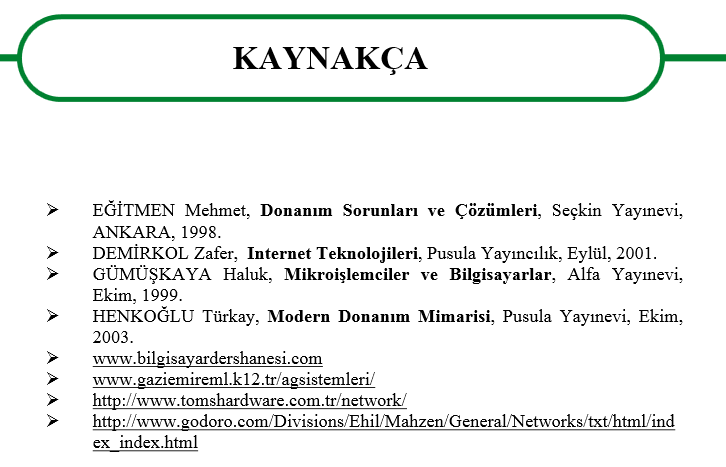 KAYNAKÇA
➢ EĞİTMEN Mehmet, Donanım Sorunları ve Çözümleri, Seçkin Yayınevi,
ANKARA, 1998.
➢ DEMİRKOL Zafer, Internet Teknolojileri, Pusula Yayıncılık, Eylül, 2001.
➢ GÜMÜŞKAYA Haluk, Mikroişlemciler ve Bilgisayarlar, Alfa Yayınevi,
Ekim, 1999.
➢ HENKOĞLU Türkay, Modern Donanım Mimarisi, Pusula Yayınevi, Ekim,
2003.
➢ www.bilgisayardershanesi.com
➢ www.gaziemireml.k12.tr/agsistemleri/
➢ http://www.tomshardware.com.tr/network/
➢ http://www.godoro.com/Divisions/Ehil/Mahzen/General/Networks/txt/html/ind
ex_index.html